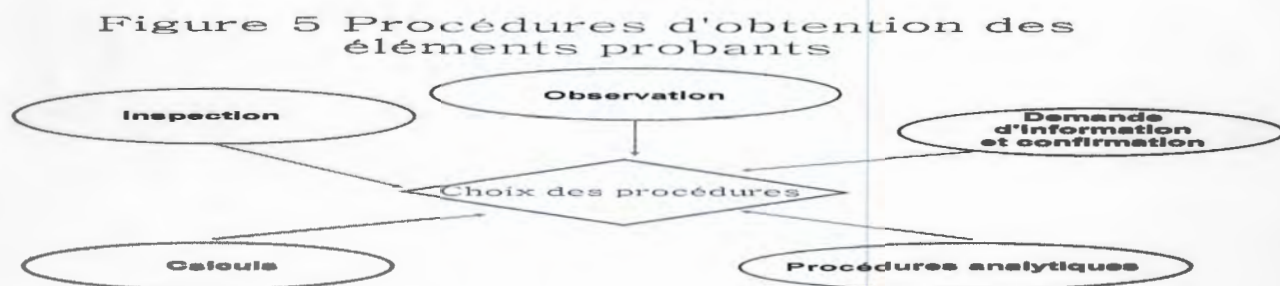 Figure 5 Procédures d'obtention des
éléments probants
Observation
Inspection
Demande
d'information
et confirmation
Choix des procédures
Calculs
Procédures analytiques